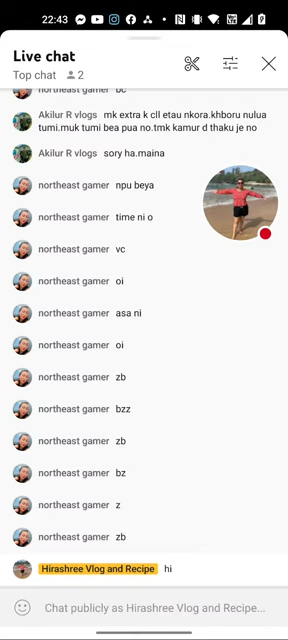 22:43
Live chat
Top chat 2
northeast gamer bc
Akilur R vlogs mk extra k cll etau nkora.khboru nulua
tumi.muk tumi bea pua no.tmk kamur d thaku je no
Akilur R vlogs sory ha.maina
northeast gamer npu beya
northeast gamer time ni o
northeast gamer vc
northeast gamer oi
northeast gamer asa ni
northeast gamer oi
northeast gamer zb
northeast gamer bzz
northeast gamer zb
northeast gamer bz
northeast gamer z
northeast gamer zb
Hirashree Vlog and Recipe hi
Chat publicly as Hirashree Vlog and Recipe...